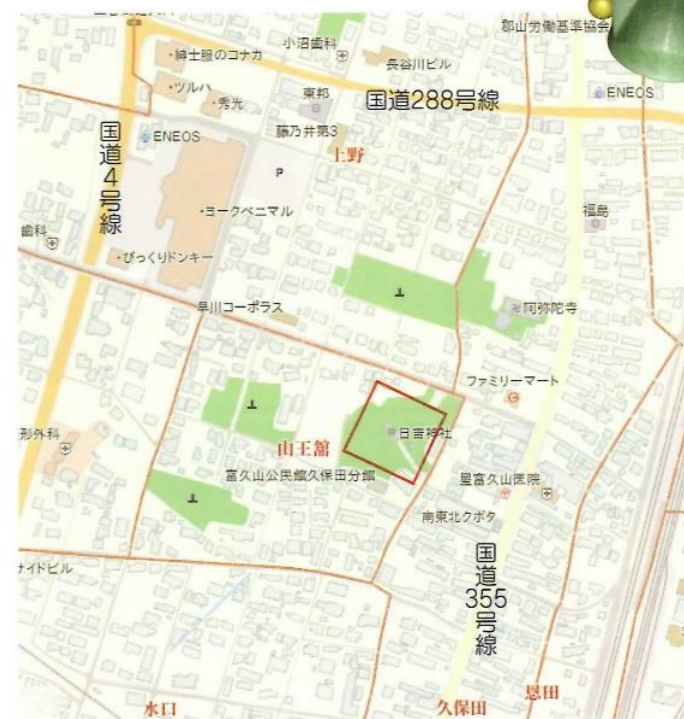 小沼歯科
郡山労働基準協会
・紳士服のコナカ
長谷川ビル
・ツルハ
東邦
国道288号線
ENEOS
・秀光
国道4号線
ENEOS
藤乃井第3
上野
P
・ヨークベニマル
福島
歯科
・びっくりドンキー
早川コーポラス
卍阿弥陀寺
ファミリーマート
形外科
日吉神社
山王舘
富久山公民館久保田分館
星富久山医院
南東北クボタ
国道355号線
ナイドビル
水口
久保田
恩田